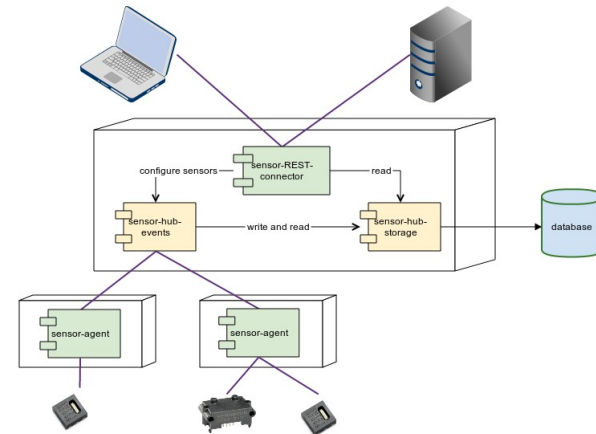 sensor-REST-
connector
configure sensors
read
sensor-hub-
events
write and read
sensor-hub-
storage
database
sensor-agent
sensor-agent